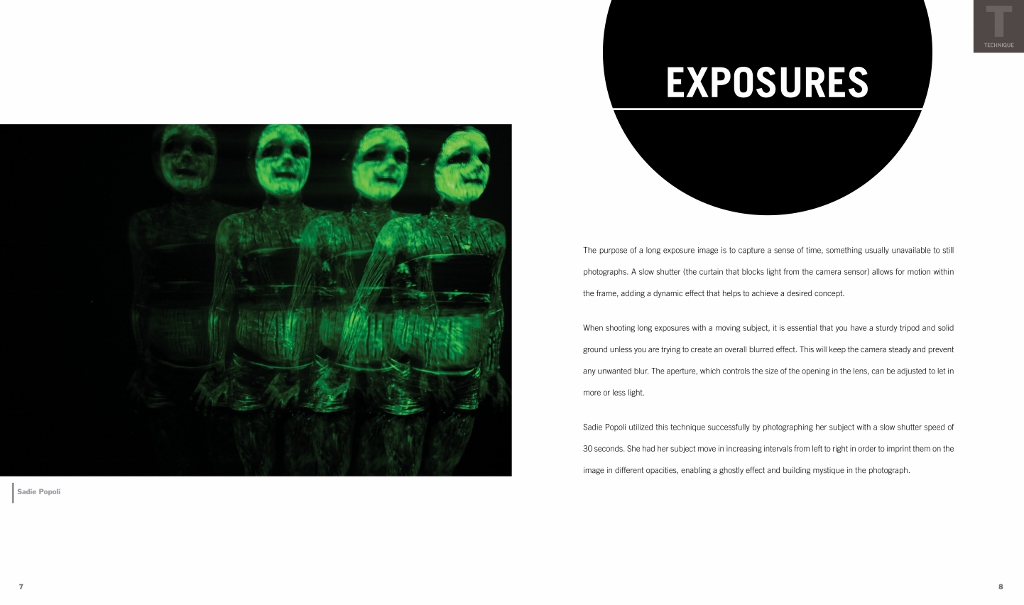 Sadie Popoli
7
T
TECHNIQUE
EXPOSURES
The purpose of a long exposure image is to capture a sense of time, something usually unavailable to still
photographs. A slow shutter (the curtain that blocks light from the camera sensor) allows for motion within
the frame, adding a dynamic effect that helps to achieve a desired concept.
When shooting long exposures with a moving subject, it is essential that you have a sturdy tripod and solid
ground unless you are trying to create an overall blurred effect. This will keep the camera steady and prevent
any unwanted blur. The aperture, which controls the size of the opening in the lens, can be adjusted to let in
more or less light.
Sadie Popoli utilized this technique successfully by photographing her subject with a slow shutter speed of
30 seconds. She had her subject move in increasing intervals from left to right in order to imprint them on the
image in different opacities, enabling a ghostly effect and building mystique in the photograph.
8